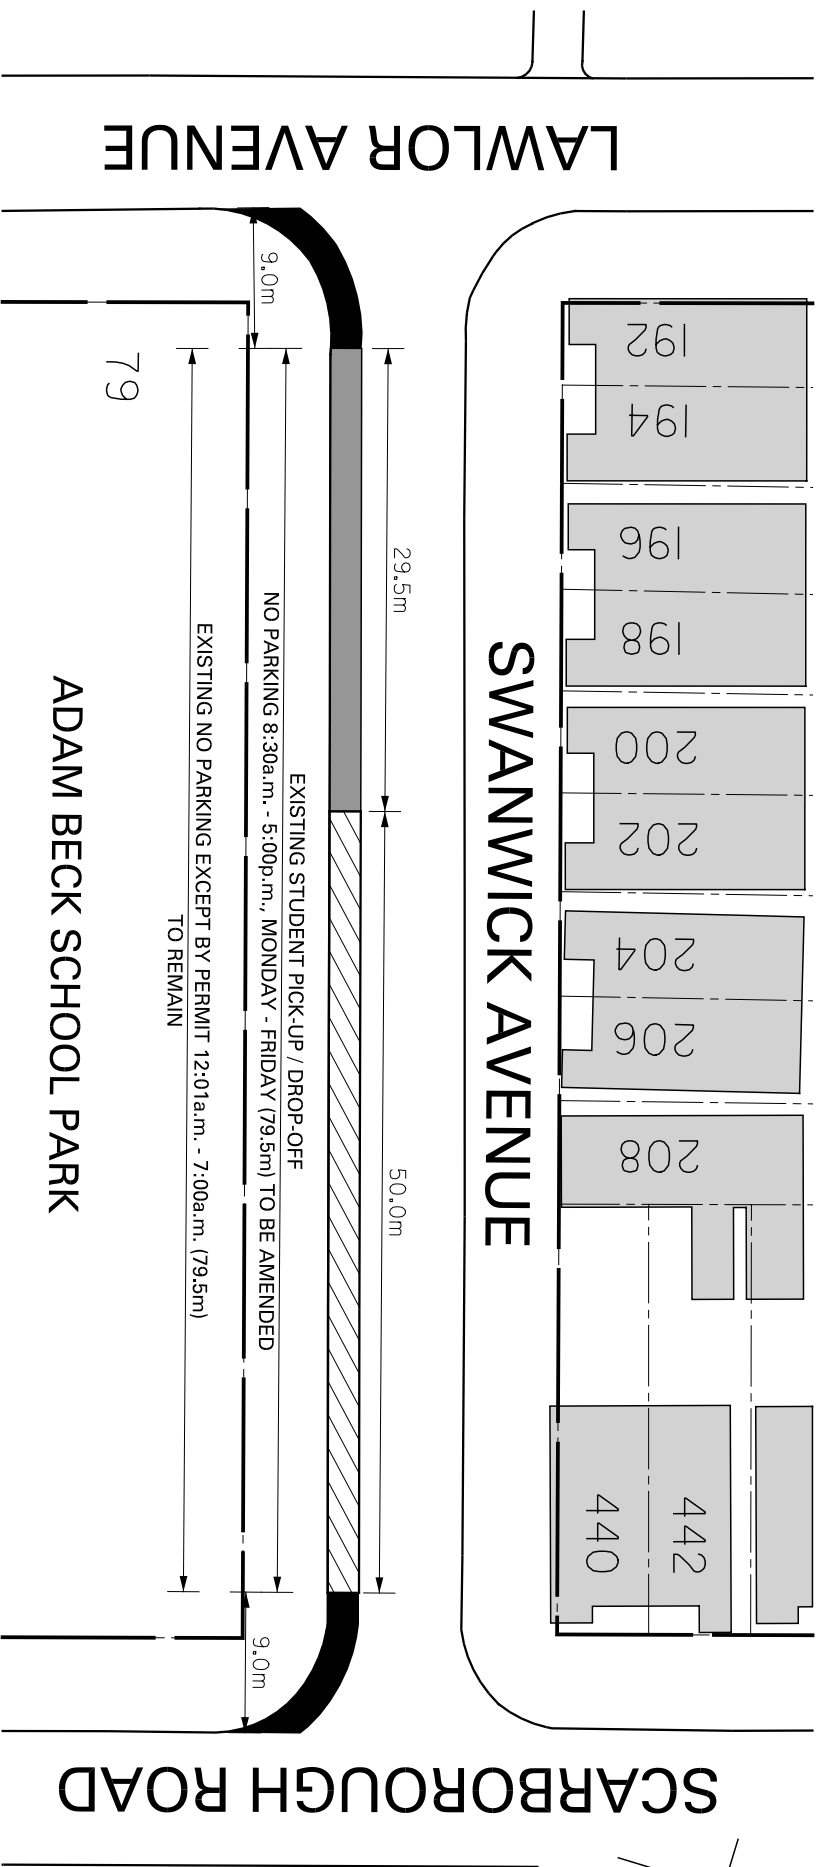 LAWLOR AVENUE
9.0m
79
192
194
196
198
200
202
204
206
208
440
442
29.5m
50.0m
SWANWICK AVENUE
EXISTING STUDENT PICK-UP / DROP-OFF
NO PARKING 8:30a.m. - 5:00p.m., MONDAY - FRIDAY (79.5m) TO BE AMENDED
EXISTING NO PARKING EXCEPT BY PERMIT 12:01a.m. - 7:00a.m. (79.5m)
TO REMAIN
ADAM BECK SCHOOL PARK
9.0m
SCARBOROUGH ROAD